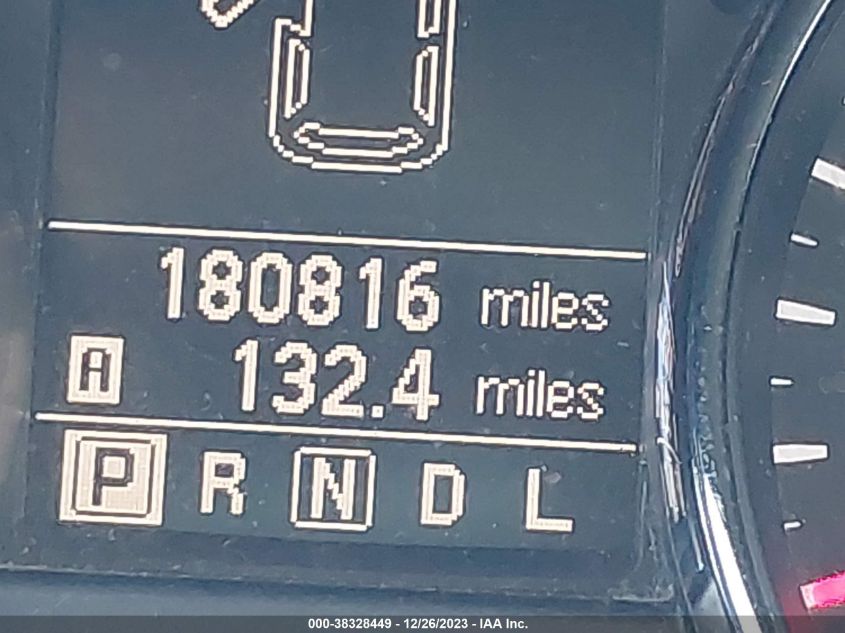 180816 miles
A 132.4 miles
P R N D L
000-38328449 - 12/26/2023 - IAA Inc.